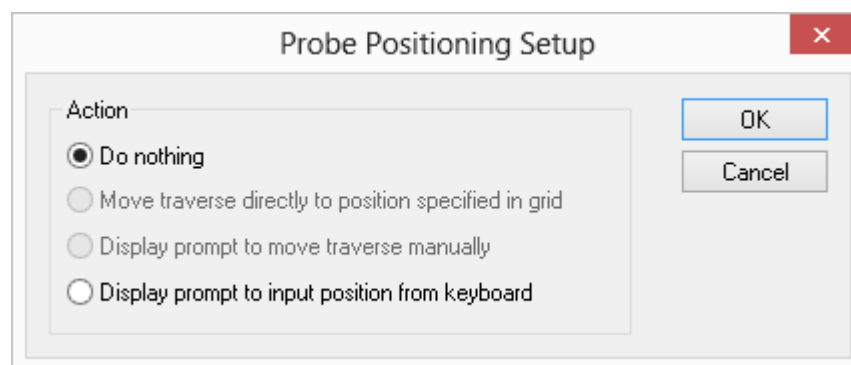 Probe Positioning Setup
Action
Do nothing
Move traverse directly to position specified in grid
Display prompt to move traverse manually
Display prompt to input position from keyboard
OK
Cancel